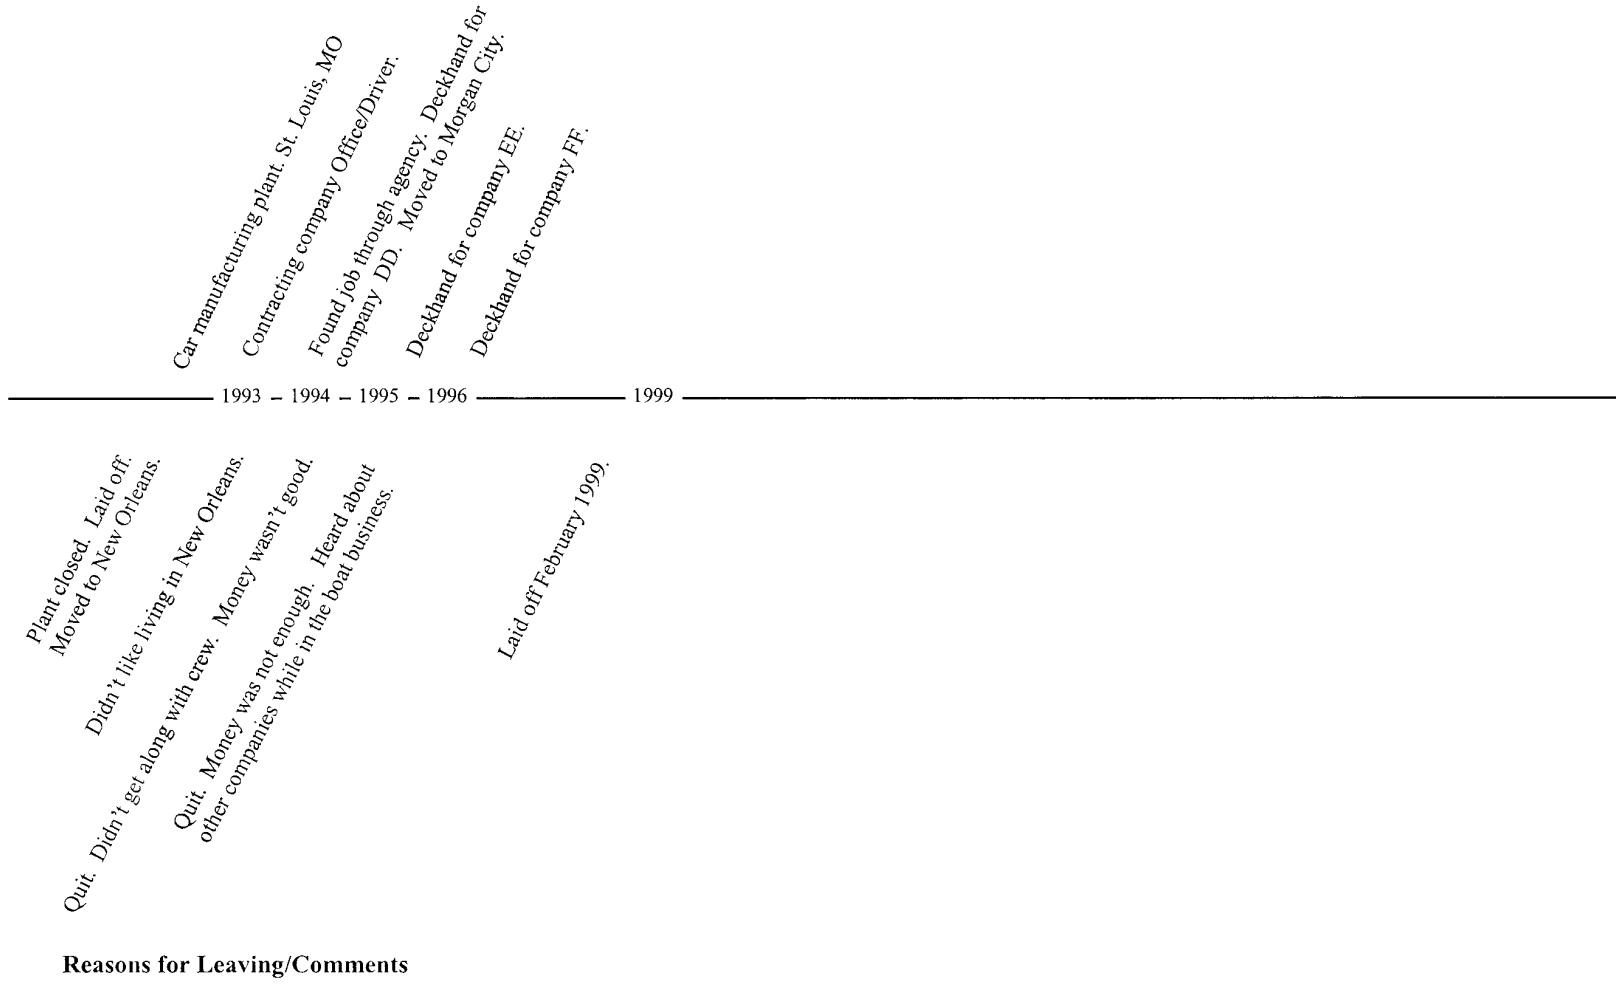 Car manufacturing plant. St. Louis, MO
Contracting company Office/Driver.
Found job through agency. Deckhand for
company DD. Moved to Morgan City.
Deckhand for company EE.
Deckhand for company FF.
1993 – 1994 – 1995 – 1996 1999
Plant closed. Laid off.
Moved to New Orleans.
Didn't like living in New Orleans.
Quit. Didn't get along with crew. Money wasn't good.
Quit. Money was not enough. Heard about
other companies while in the boat business.
Laid off February 1999.
Reasons for Leaving/Comments